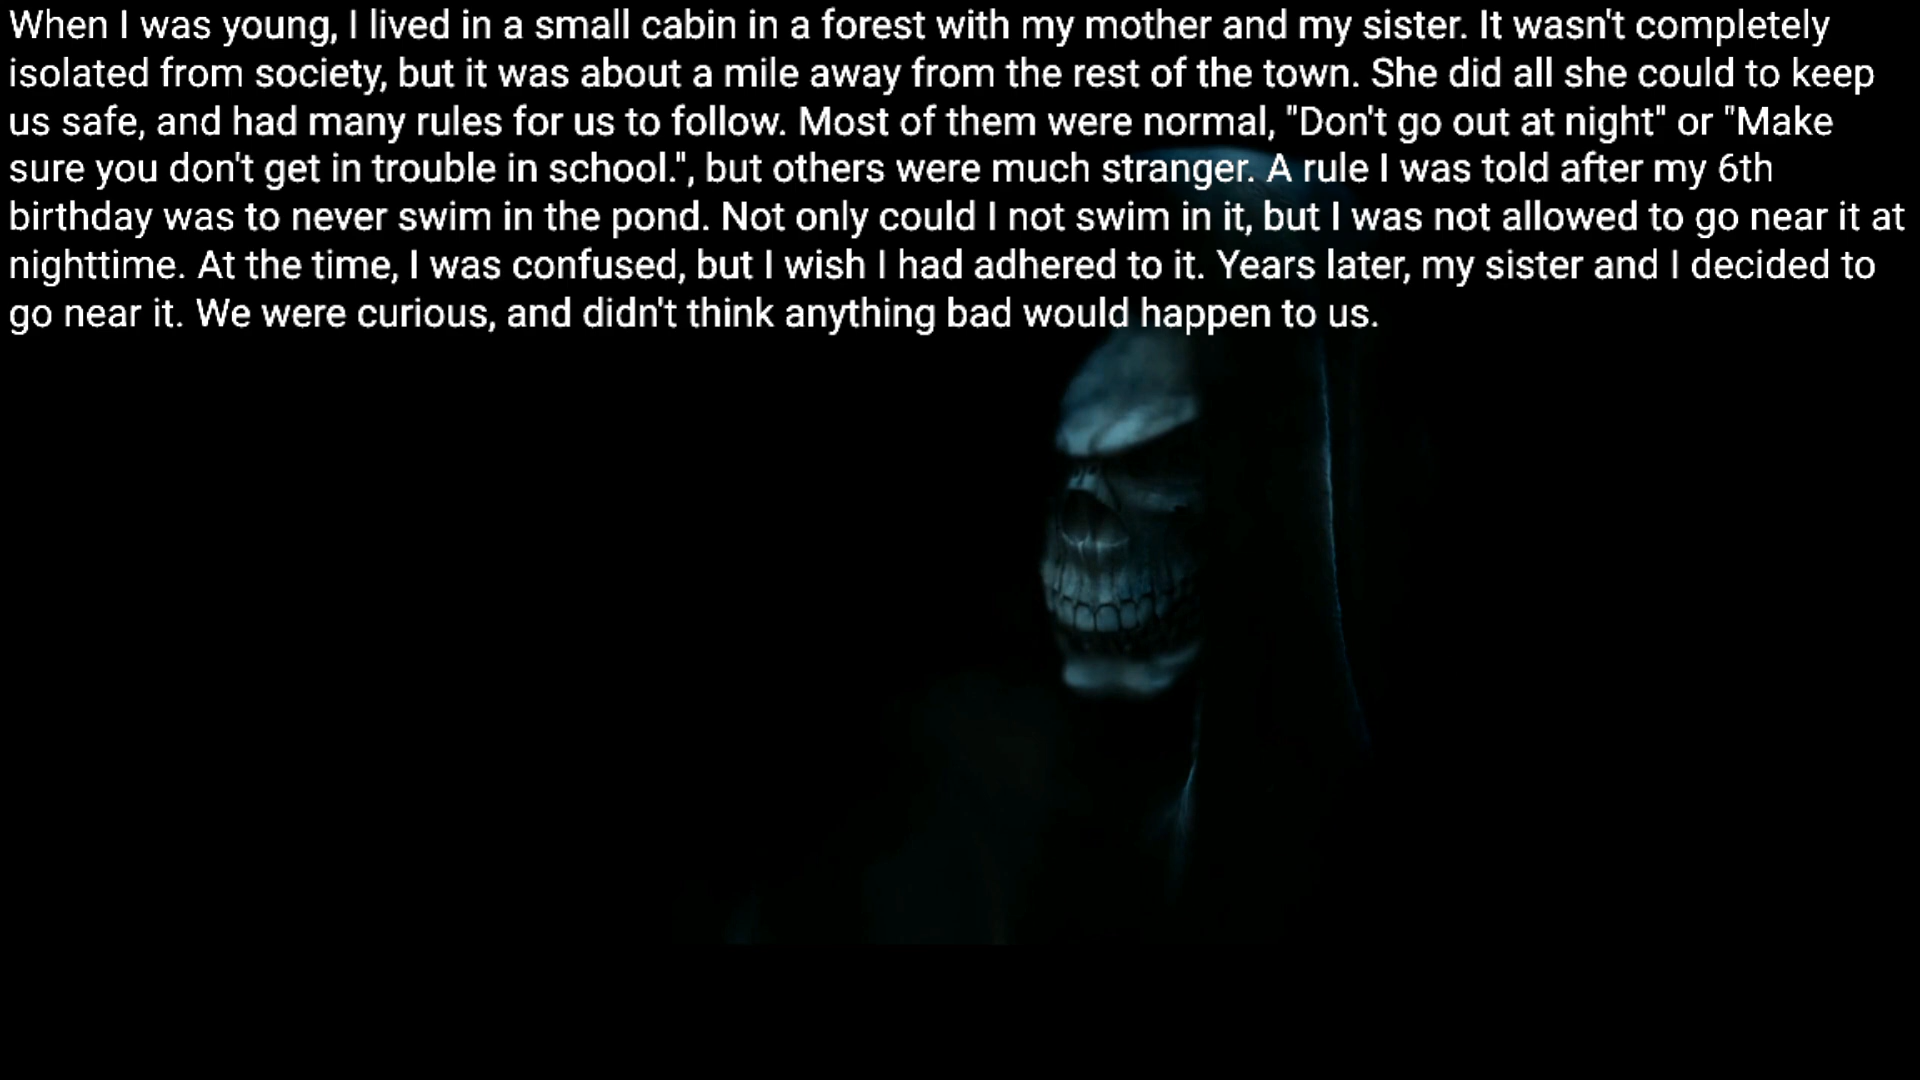 When I was young, I lived in a small cabin in a forest with my mother and my sister. It wasn't completely
isolated from society, but it was about a mile away from the rest of the town. She did all she could to keep
us safe, and had many rules for us to follow. Most of them were normal, "Don't go out at night" or "Make
sure you don't get in trouble in school.", but others were much stranger. A rule I was told after my 6th
birthday was to never swim in the pond. Not only could I not swim in it, but I was not allowed to go near it at
nighttime. At the time, I was confused, but I wish I had adhered to it. Years later, my sister and I decided to
go near it. We were curious, and didn't think anything bad would happen to us.